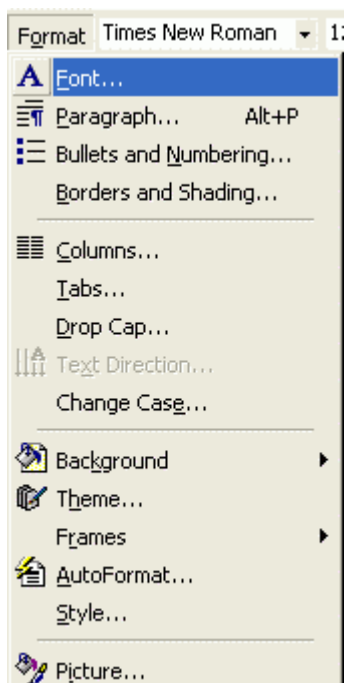 Format Times New Roman 12
Font...
Paragraph... Alt+P
Bullets and Numbering...
Borders and Shading...
Columns...
Tabs...
Drop Cap...
Text Direction...
Change Case...
Background
Theme...
Frames
AutoFormat...
Style...
Picture...